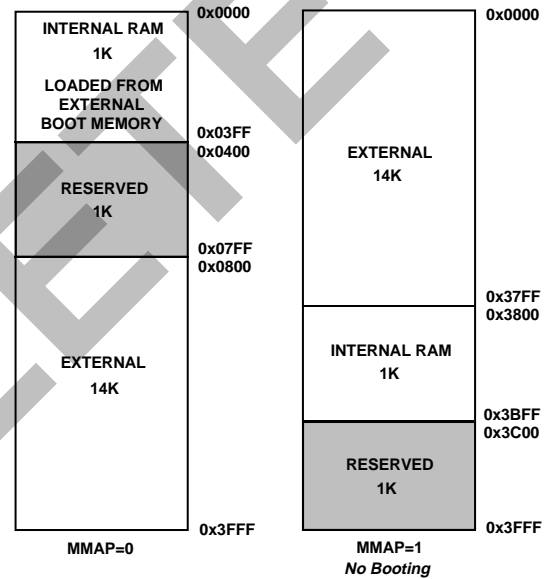 0x0000
INTERNAL RAM
1K
LOADED FROM
EXTERNAL
BOOT MEMORY
0x03FF
0x0400
RESERVED
1K
0x07FF
0x0800
EXTERNAL
14K
0x3FFF
MMAP=0
0x0000
EXTERNAL
14K
0x37FF
0x3800
INTERNAL RAM
1K
0x3BFF
0x3C00
RESERVED
1K
0x3FFF
MMAP=1
No Booting